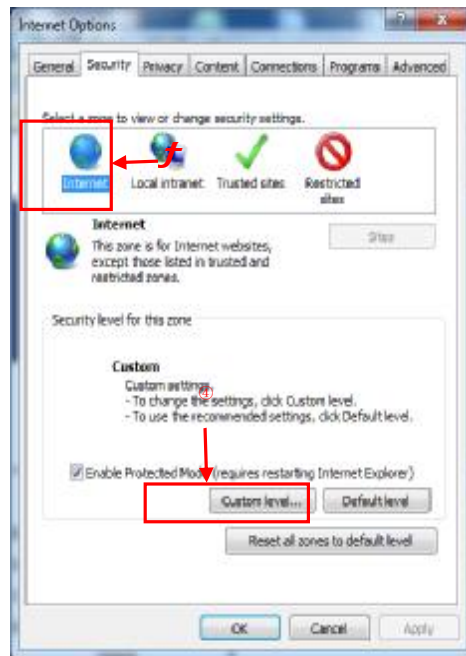 Internet Options
General Security Privacy Content Connections Programs Advanced
Select a zone to view or change security settings.
Internet Local intranet Trusted sites Restricted sites
Internet
This zone is for Internet websites,
except those listed in trusted and
restricted zones.
Sites
Security level for this zone
Custom
Custom settings
- To change the settings, click Custom level.
- To use the recommended settings, click Default level.
④
Enable Protected Mode (requires restarting Internet Explorer)
Custom level... Default level
Reset all zones to default level
OK Cancel Apply